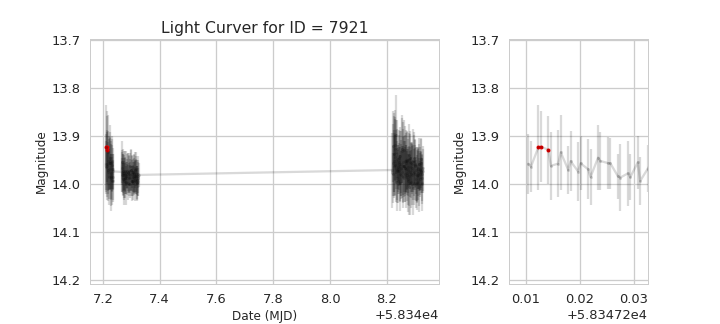 Light Curver for ID = 7921
13.7
13.8
13.9
14.0
14.1
14.2
Magnitude
7.2 7.4 7.6 7.8 8.0 8.2
Date (MJD)
+5.834e4
13.7
13.8
13.9
14.0
14.1
14.2
Magnitude
0.01 0.02 0.03
+5.83472e4